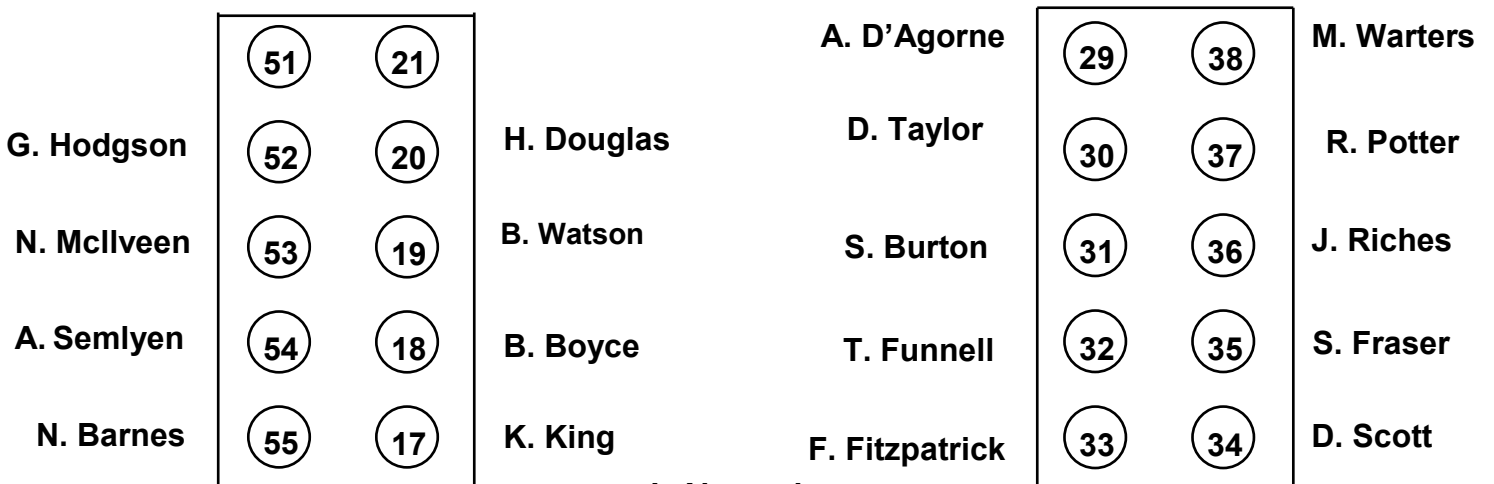 51 21 A. D'Agorne 29 38 M. Warters
G. Hodgson 52 20 H. Douglas D. Taylor 30 37 R. Potter
N. McIlveen 53 19 B. Watson S. Burton 31 36 J. Riches
A. Semlyen 54 18 B. Boyce T. Funnell 32 35 S. Fraser
N. Barnes 55 17 K. King F. Fitzpatrick 33 34 D. Scott